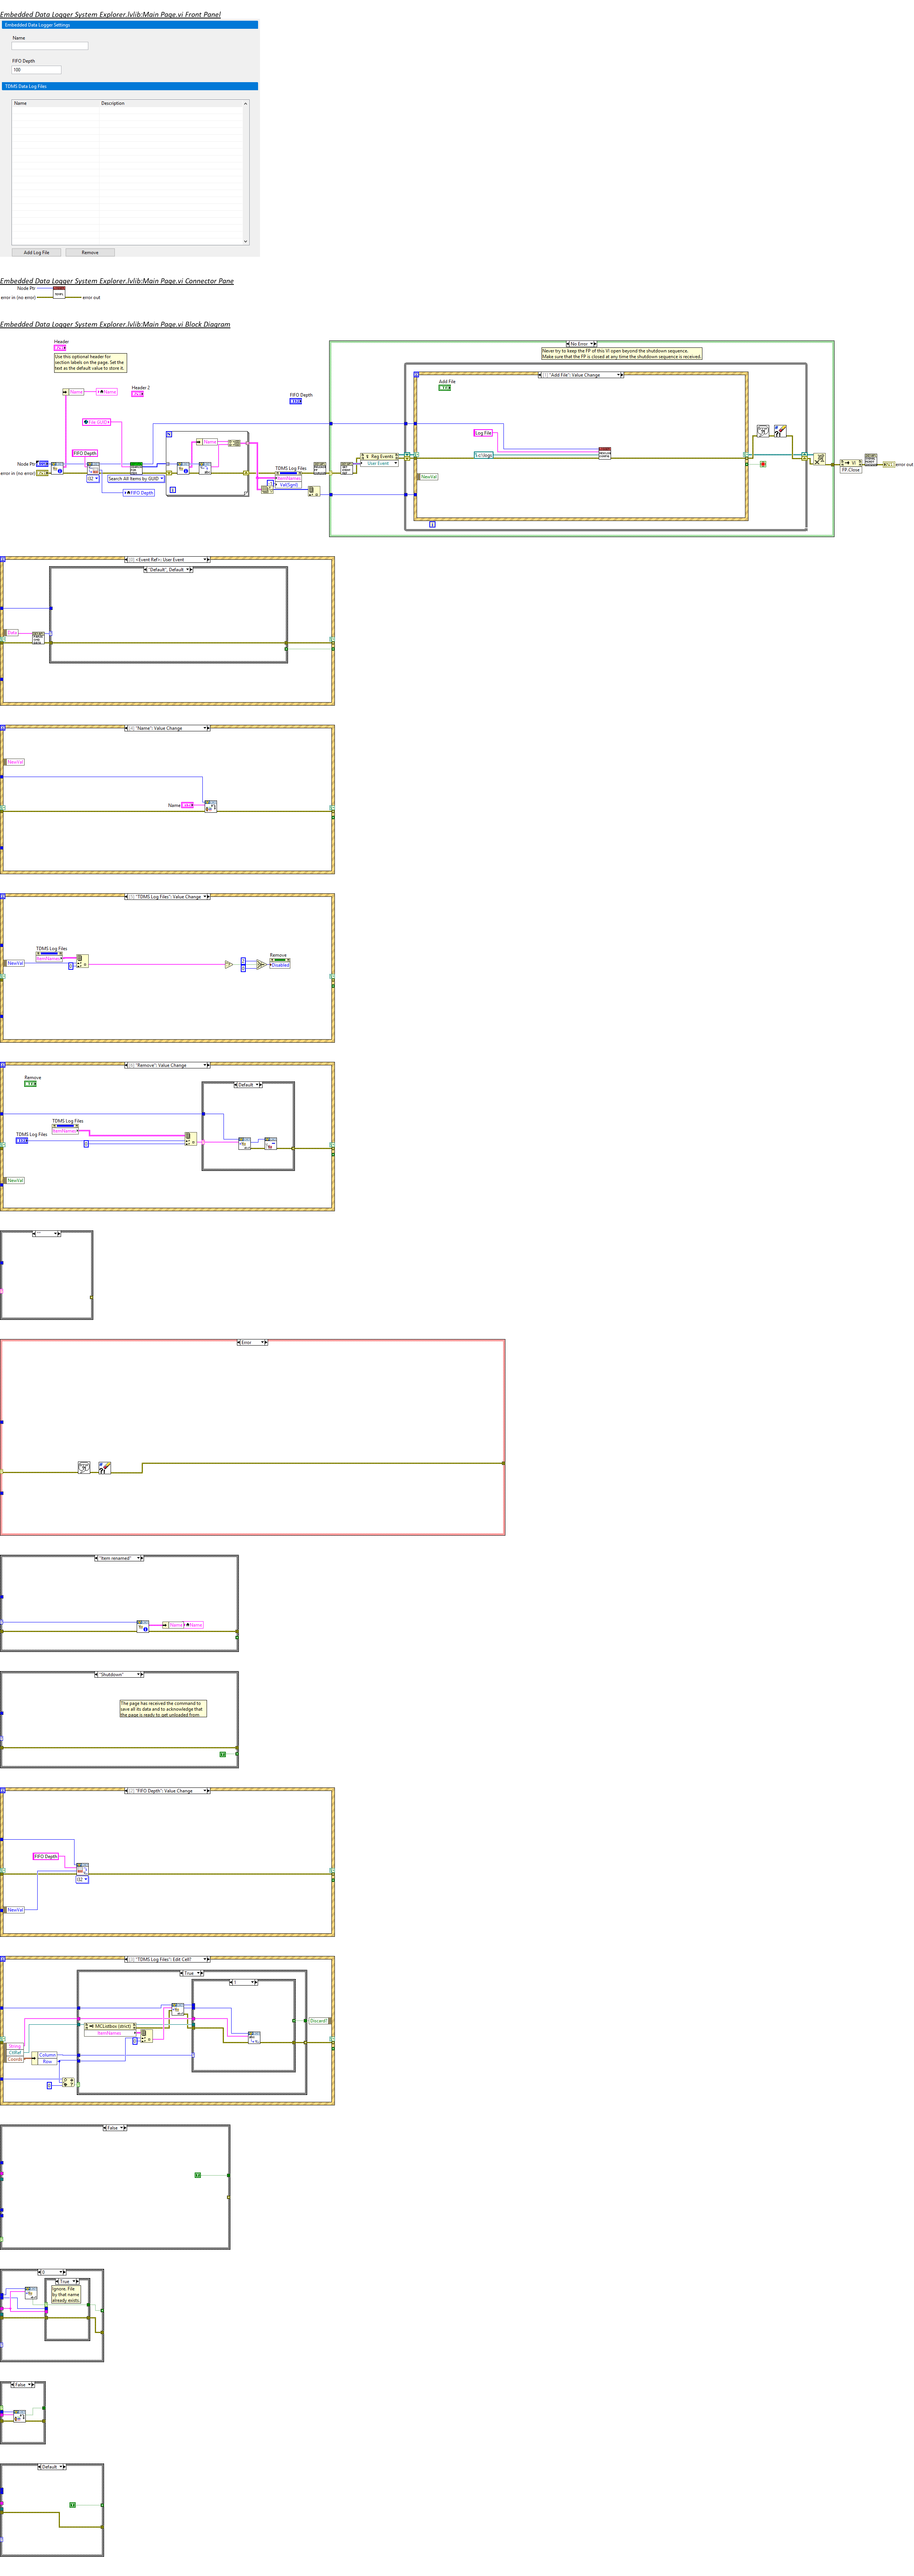 Embedded Data Logger System Explorer.lvlib:Main Page.vi Front Panel
Embedded Data Logger Settings
Name
FIFO Depth
100
TDMS Data Log Files
Name Description
Add Log File Remove
Embedded Data Logger System Explorer.lvlib:Main Page.vi Connector Pane
Node Ptr
error in (no error) error out
Embedded Data Logger System Explorer.lvlib:Main Page.vi Block Diagram
Header
Use this optional header for
section labels on the page. Set the
text as the default value to store it.
Name
Name
Header 2
File GUID
FIFO Depth
Node Ptr
error in (no error)
I32
Search All Items by GUID
FIFO Depth
Name
FIFO Depth
TDMS Log Files
ItemNames
Val(Sgnl)
No Error
Never try to keep the FP of this VI open beyond the shutdown sequence.
Make sure that the FP is closed at any time the shutdown sequence is received.
"Add File": Value Change
Add File
Log File
Reg Events
User Event
NewVal
VI
FP.Close
error out
<Event Ref>: User Event
"Default", Default
Data
"Name": Value Change
NewVal
Name
"TDMS Log Files": Value Change
TDMS Log Files
ItemNames
NewVal
0
Remove
Disabled
"Remove": Value Change
Remove
Default
TDMS Log Files
ItemNames
TDMS Log Files
0
NewVal
""
Error
"Item renamed"
Name
Name
"Shutdown"
The page has received the command to
save all its data and to acknowledge that
the page is ready to get unloaded from
"FIFO Depth": Value Change
FIFO Depth
I32
NewVal
"TDMS Log Files": Edit Cell?
True
1
MCListbox (strict)
ItemNames
String
CtlRef
Coords
Column
Row
0
Discard?
False
0
True
Ignore. File
by that name
already exists.
False
Default